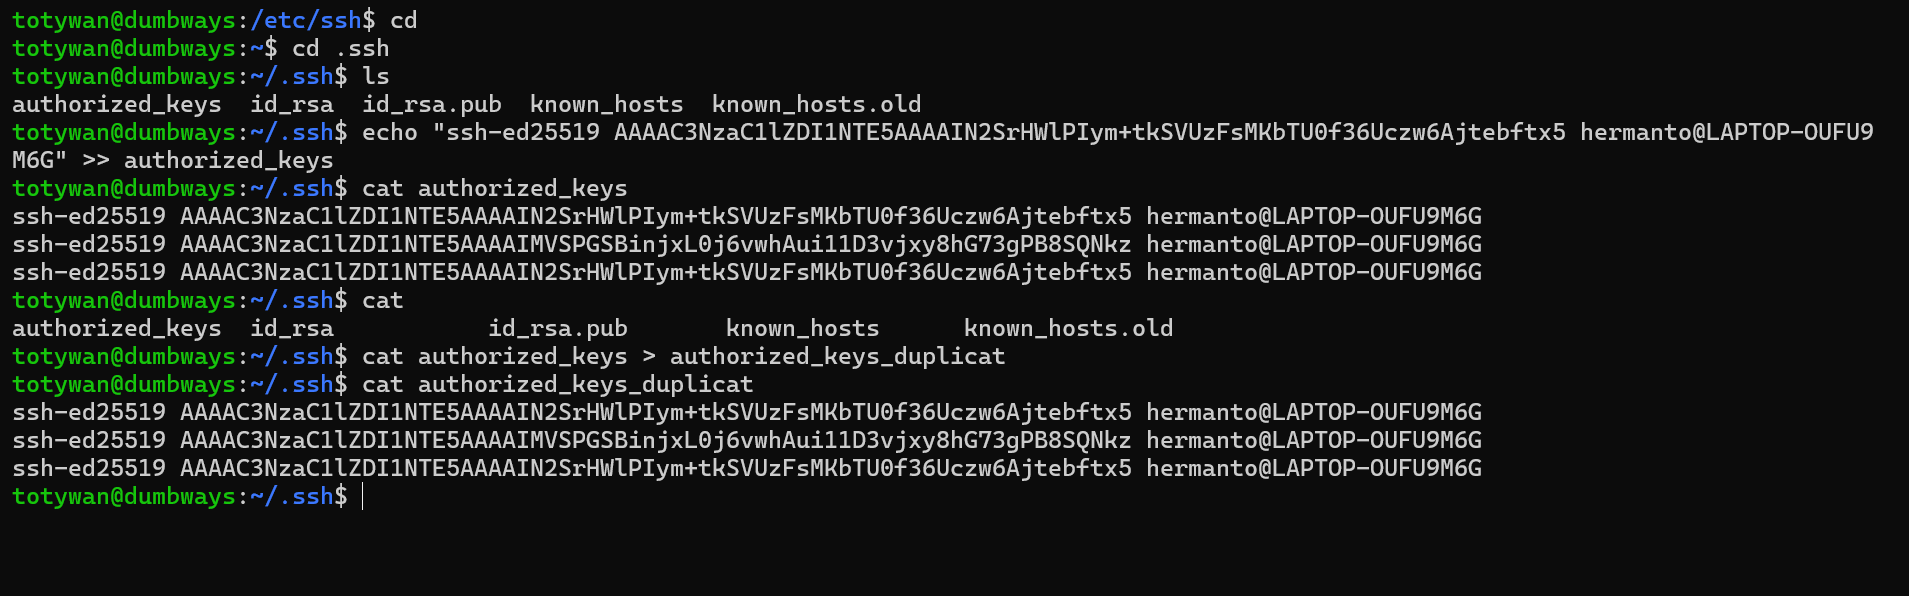 totywan@dumbways:/etc/ssh$ cd
totywan@dumbways:~$ cd .ssh
totywan@dumbways:~/.ssh$ ls
authorized_keys  id_rsa  id_rsa.pub  known_hosts  known_hosts.old
totywan@dumbways:~/.ssh$ echo "ssh-ed25519 AAAAC3NzaC1lZDI1NTE5AAAAIN2SrHWlPIym+tkSVUzFsMKbTU0f36Uczw6Ajtebftx5 hermanto@LAPTOP-OUFU9
M6G" >> authorized_keys
totywan@dumbways:~/.ssh$ cat authorized_keys
ssh-ed25519 AAAAC3NzaC1lZDI1NTE5AAAAIN2SrHWlPIym+tkSVUzFsMKbTU0f36Uczw6Ajtebftx5 hermanto@LAPTOP-OUFU9M6G
ssh-ed25519 AAAAC3NzaC1lZDI1NTE5AAAAIMVSPGSBinjxL0j6vwhAui11D3vjxy8hG73gPB8SQNkz hermanto@LAPTOP-OUFU9M6G
ssh-ed25519 AAAAC3NzaC1lZDI1NTE5AAAAIN2SrHWlPIym+tkSVUzFsMKbTU0f36Uczw6Ajtebftx5 hermanto@LAPTOP-OUFU9M6G
totywan@dumbways:~/.ssh$ cat
authorized_keys  id_rsa           id_rsa.pub       known_hosts      known_hosts.old
totywan@dumbways:~/.ssh$ cat authorized_keys > authorized_keys_duplicat
totywan@dumbways:~/.ssh$ cat authorized_keys_duplicat
ssh-ed25519 AAAAC3NzaC1lZDI1NTE5AAAAIN2SrHWlPIym+tkSVUzFsMKbTU0f36Uczw6Ajtebftx5 hermanto@LAPTOP-OUFU9M6G
ssh-ed25519 AAAAC3NzaC1lZDI1NTE5AAAAIMVSPGSBinjxL0j6vwhAui11D3vjxy8hG73gPB8SQNkz hermanto@LAPTOP-OUFU9M6G
ssh-ed25519 AAAAC3NzaC1lZDI1NTE5AAAAIN2SrHWlPIym+tkSVUzFsMKbTU0f36Uczw6Ajtebftx5 hermanto@LAPTOP-OUFU9M6G
totywan@dumbways:~/.ssh$